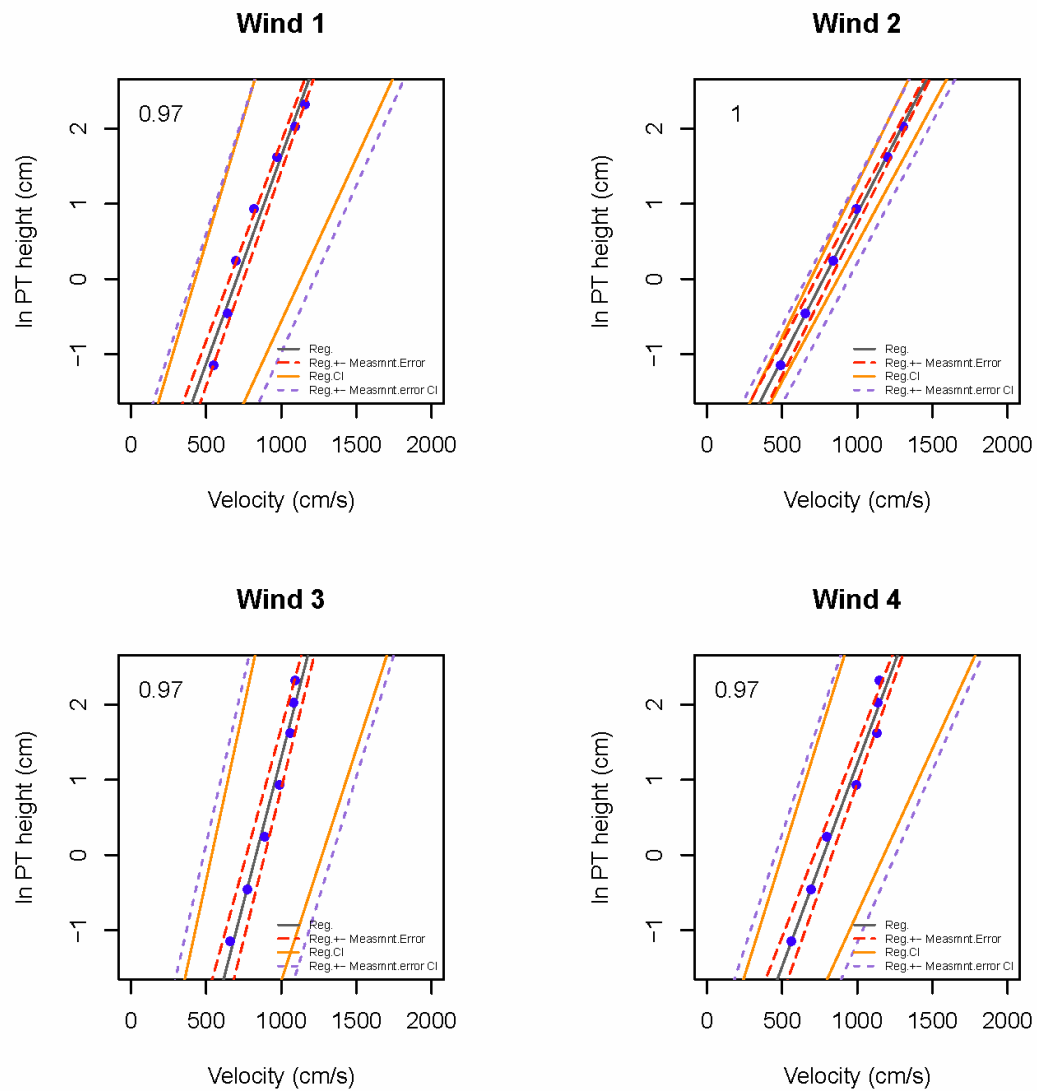 Wind 1
0.97
ln PT height (cm)
2
1
0
−1
Reg.
Reg.+− Measmnt.Error
Reg.CI
Reg.+− Measmnt.error CI
0 500 1000 1500 2000
Velocity (cm/s)
Wind 2
1
ln PT height (cm)
2
1
0
−1
Reg.
Reg.+− Measmnt.Error
Reg.CI
Reg.+− Measmnt.error CI
0 500 1000 1500 2000
Velocity (cm/s)
Wind 3
0.97
ln PT height (cm)
2
1
0
−1
Reg.
Reg.+− Measmnt.Error
Reg.CI
Reg.+− Measmnt.error CI
0 500 1000 1500 2000
Velocity (cm/s)
Wind 4
0.97
ln PT height (cm)
2
1
0
−1
Reg.
Reg.+− Measmnt.Error
Reg.CI
Reg.+− Measmnt.error CI
0 500 1000 1500 2000
Velocity (cm/s)